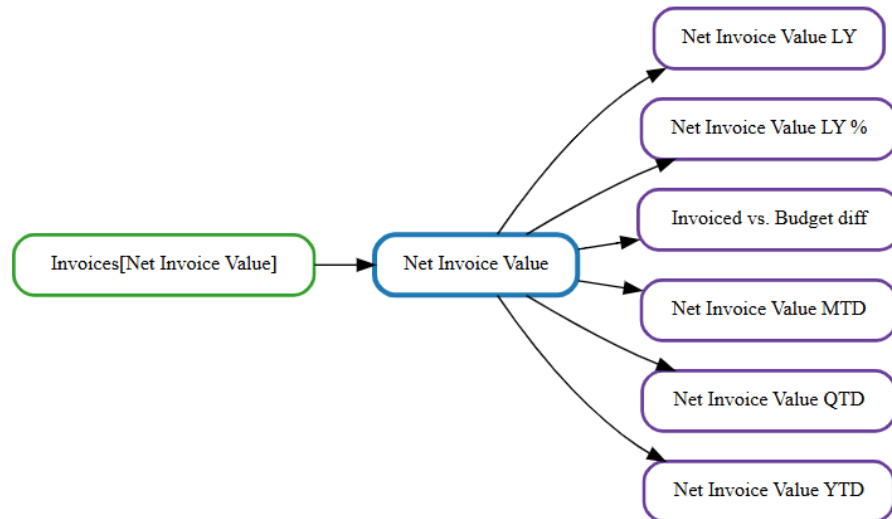 Net Invoice Value LY
Net Invoice Value LY %
Invoiced vs. Budget diff
Invoices[Net Invoice Value]
Net Invoice Value
Net Invoice Value MTD
Net Invoice Value QTD
Net Invoice Value YTD